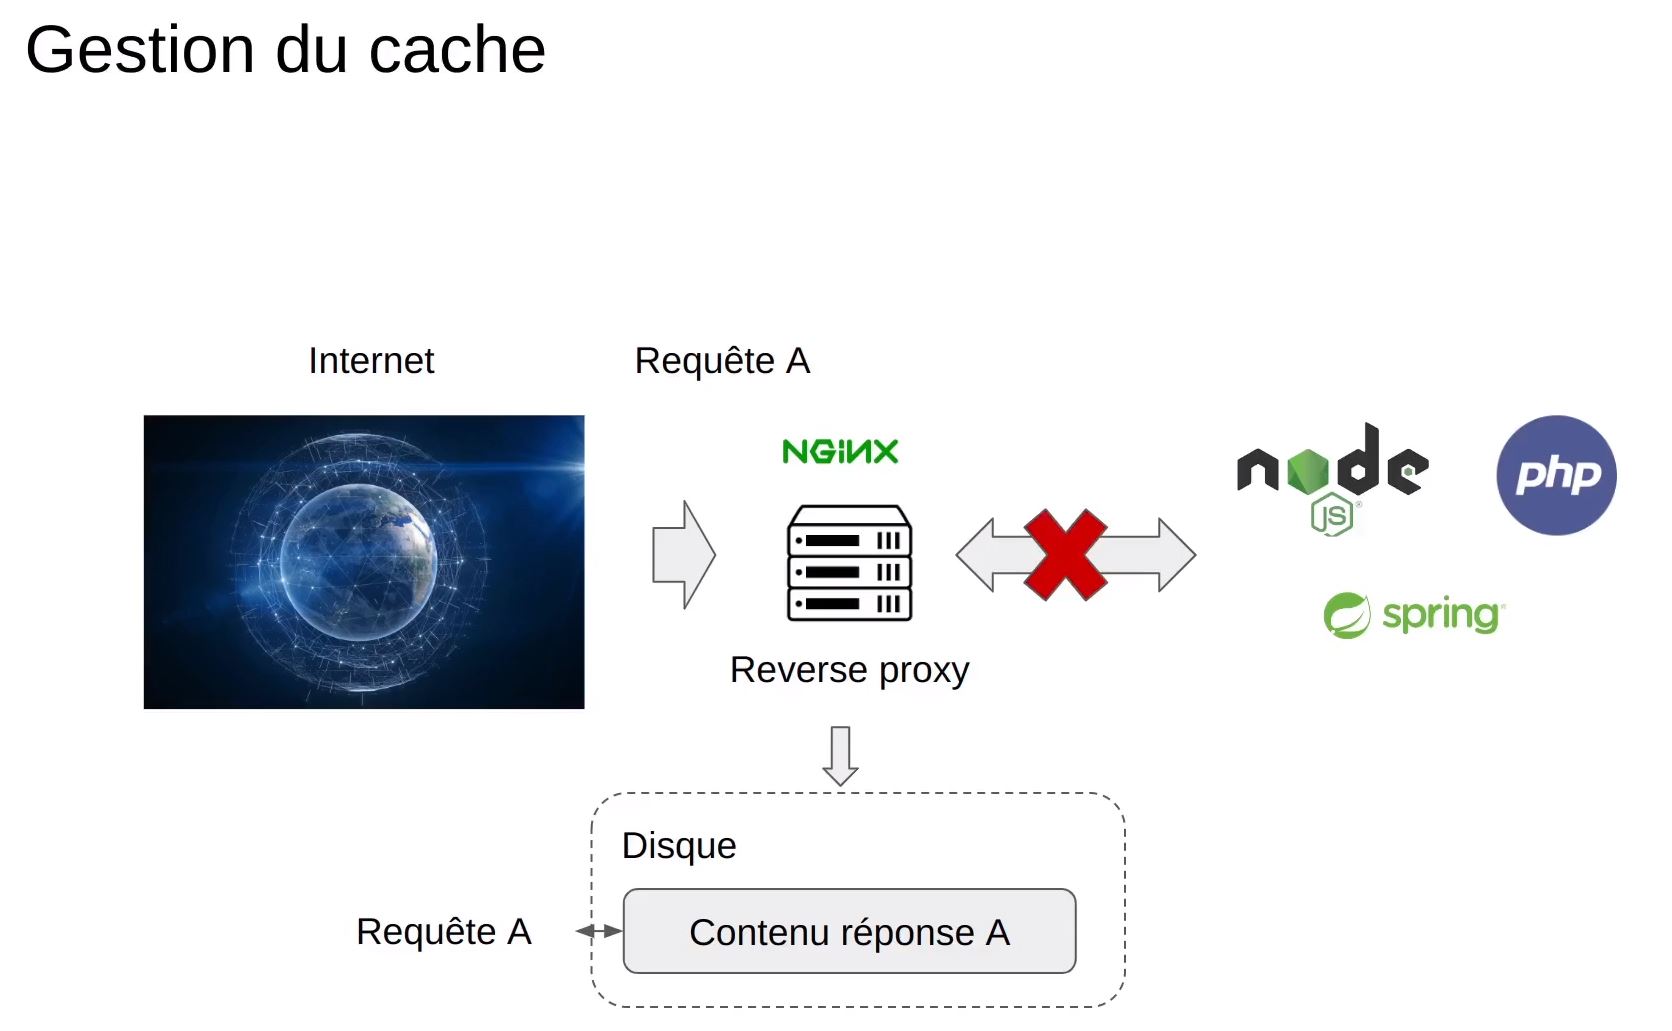 Gestion du cache
Internet
Requête A
NGiNX
node
JS
php
spring
Reverse proxy
Disque
Requête A
Contenu réponse A